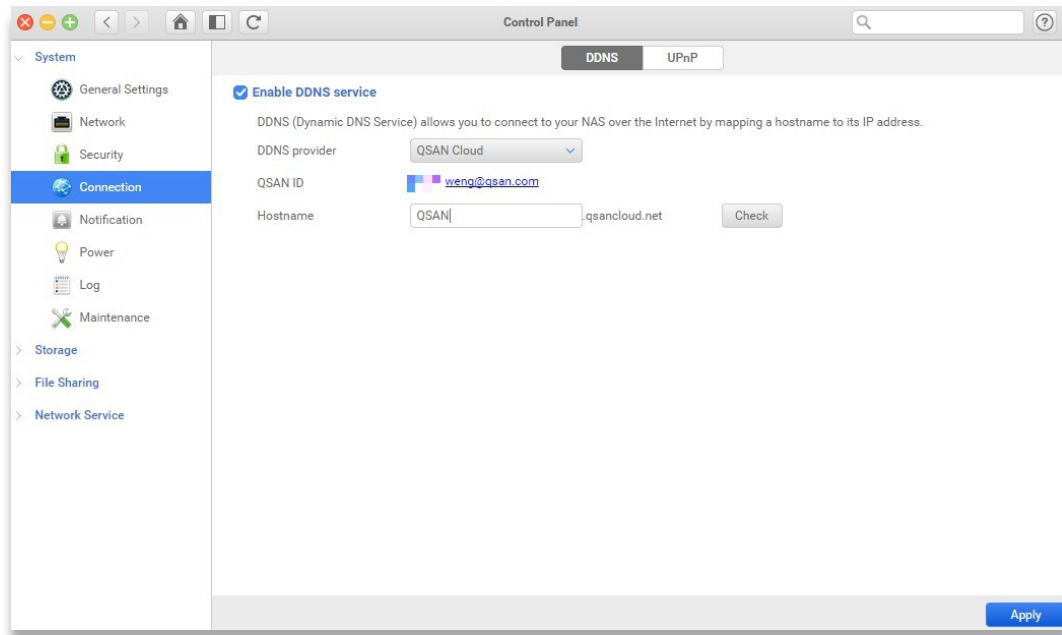 Control Panel
System
General Settings
Network
Security
Connection
Notification
Power
Log
Maintenance
Storage
File Sharing
Network Service
DDNS UPnP
Enable DDNS service
DDNS (Dynamic DNS Service) allows you to connect to your NAS over the Internet by mapping a hostname to its IP address.
DDNS provider QSAN Cloud
QSAN ID weng@qsan.com
Hostname QSAN .qsancloud.net Check
Apply